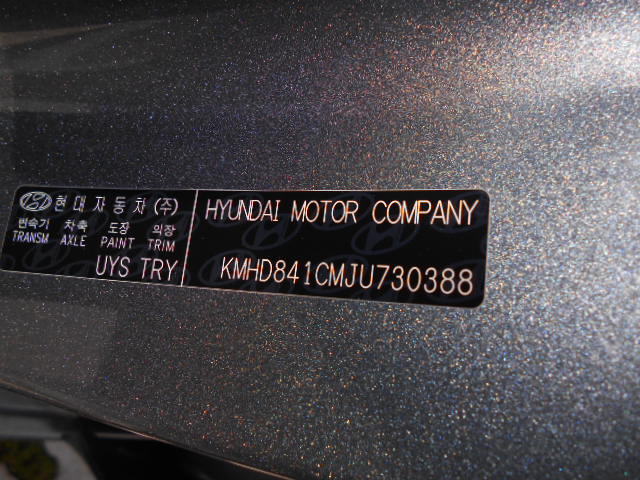 현대자동차(주)
변속기 차축 도장 의장
TRANSM AXLE PAINT TRIM
UYS TRY
HYUNDAI MOTOR COMPANY
KMHD841CMJU730388